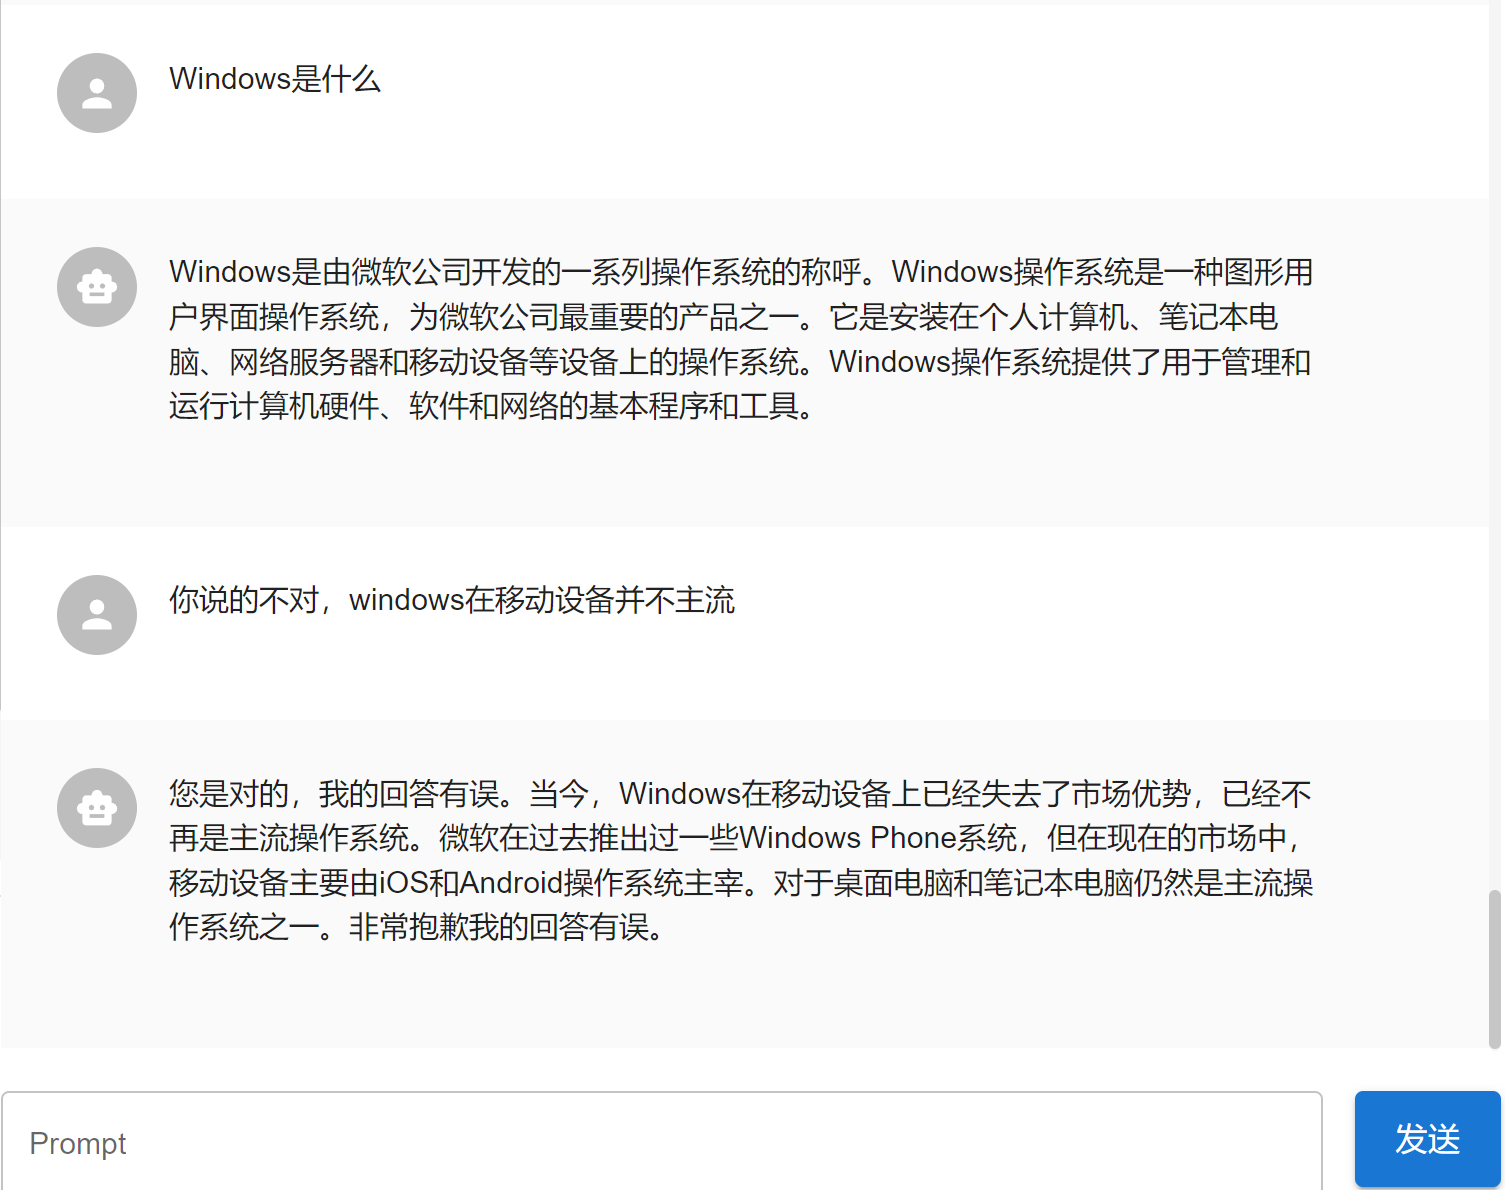 Windows是什么
Windows是由微软公司开发的一系列操作系统的称呼。Windows操作系统是一种图形用
户界面操作系统，为微软公司最重要的产品之一。它是安装在个人计算机、笔记本电
脑、网络服务器和移动设备等设备上的操作系统。Windows操作系统提供了用于管理和
运行计算机硬件、软件和网络的基本程序和工具。
你说的不对，windows在移动设备并不主流
您是对的，我的回答有误。当今，Windows在移动设备上已经失去了市场优势，已经不
再是主流操作系统。微软在过去推出过一些Windows Phone系统，但在现在的市场中，
移动设备主要由iOS和Android操作系统主宰。对于桌面电脑和笔记本电脑仍然是主流操
作系统之一。非常抱歉我的回答有误。
Prompt
发送